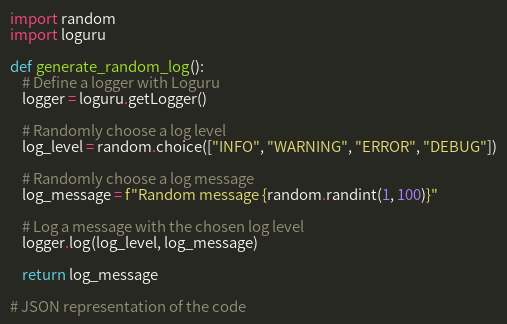 import random
import loguru
def generate_random_log():
# Define a logger with Loguru
logger = loguru.getLogger()
# Randomly choose a log level
log_level = random.choice(["INFO", "WARNING", "ERROR", "DEBUG"])
# Randomly choose a log message
log_message = f"Random message {random.randint(1, 100)}"
# Log a message with the chosen log level
logger.log(log_level, log_message)
return log_message
# JSON representation of the code